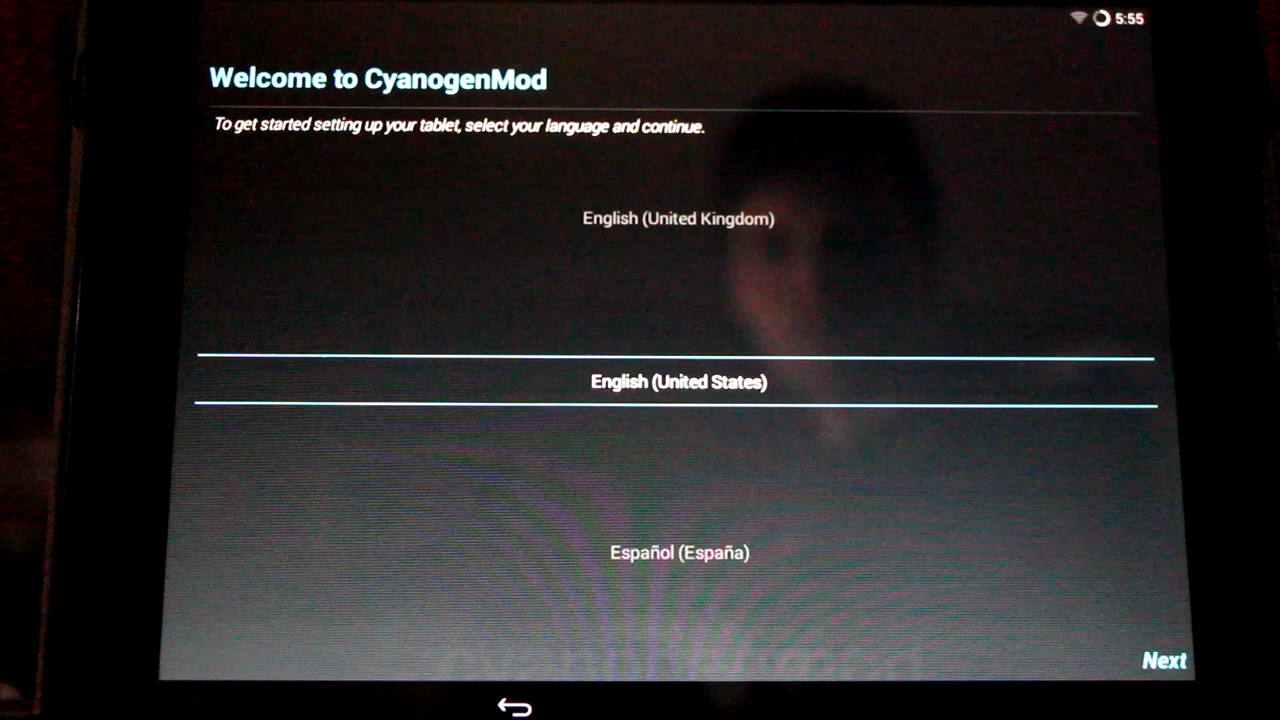 5:55
Welcome to CyanogenMod
To get started setting up your tablet, select your language and continue.
English (United Kingdom)
English (United States)
Español (España)
Next